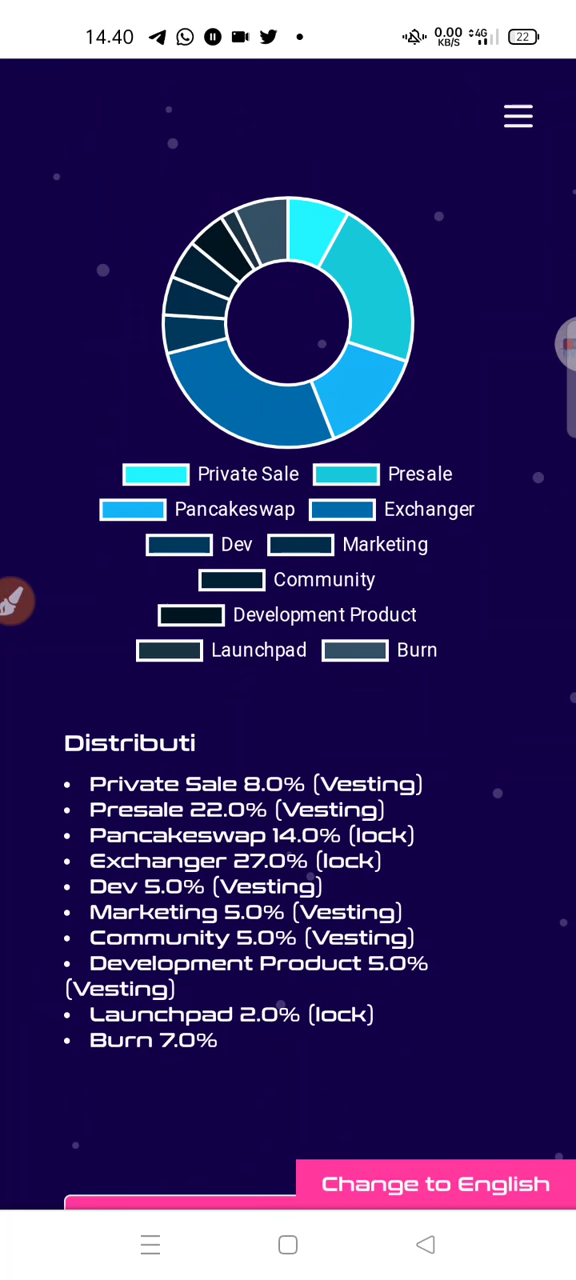 14.40
0.00
KB/S
4G
22
Private Sale Presale
Pancakeswap Exchanger
Dev Marketing
Community
Development Product
Launchpad Burn
Distributi
• Private Sale 8.0% (Vesting)
• Presale 22.0% (Vesting)
• Pancakeswap 14.0% (lock)
• Exchanger 27.0% (lock)
• Dev 5.0% (Vesting)
• Marketing 5.0% (Vesting)
• Community 5.0% (Vesting)
• Development Product 5.0%
(Vesting)
• Launchpad 2.0% (lock)
• Burn 7.0%
Change to English